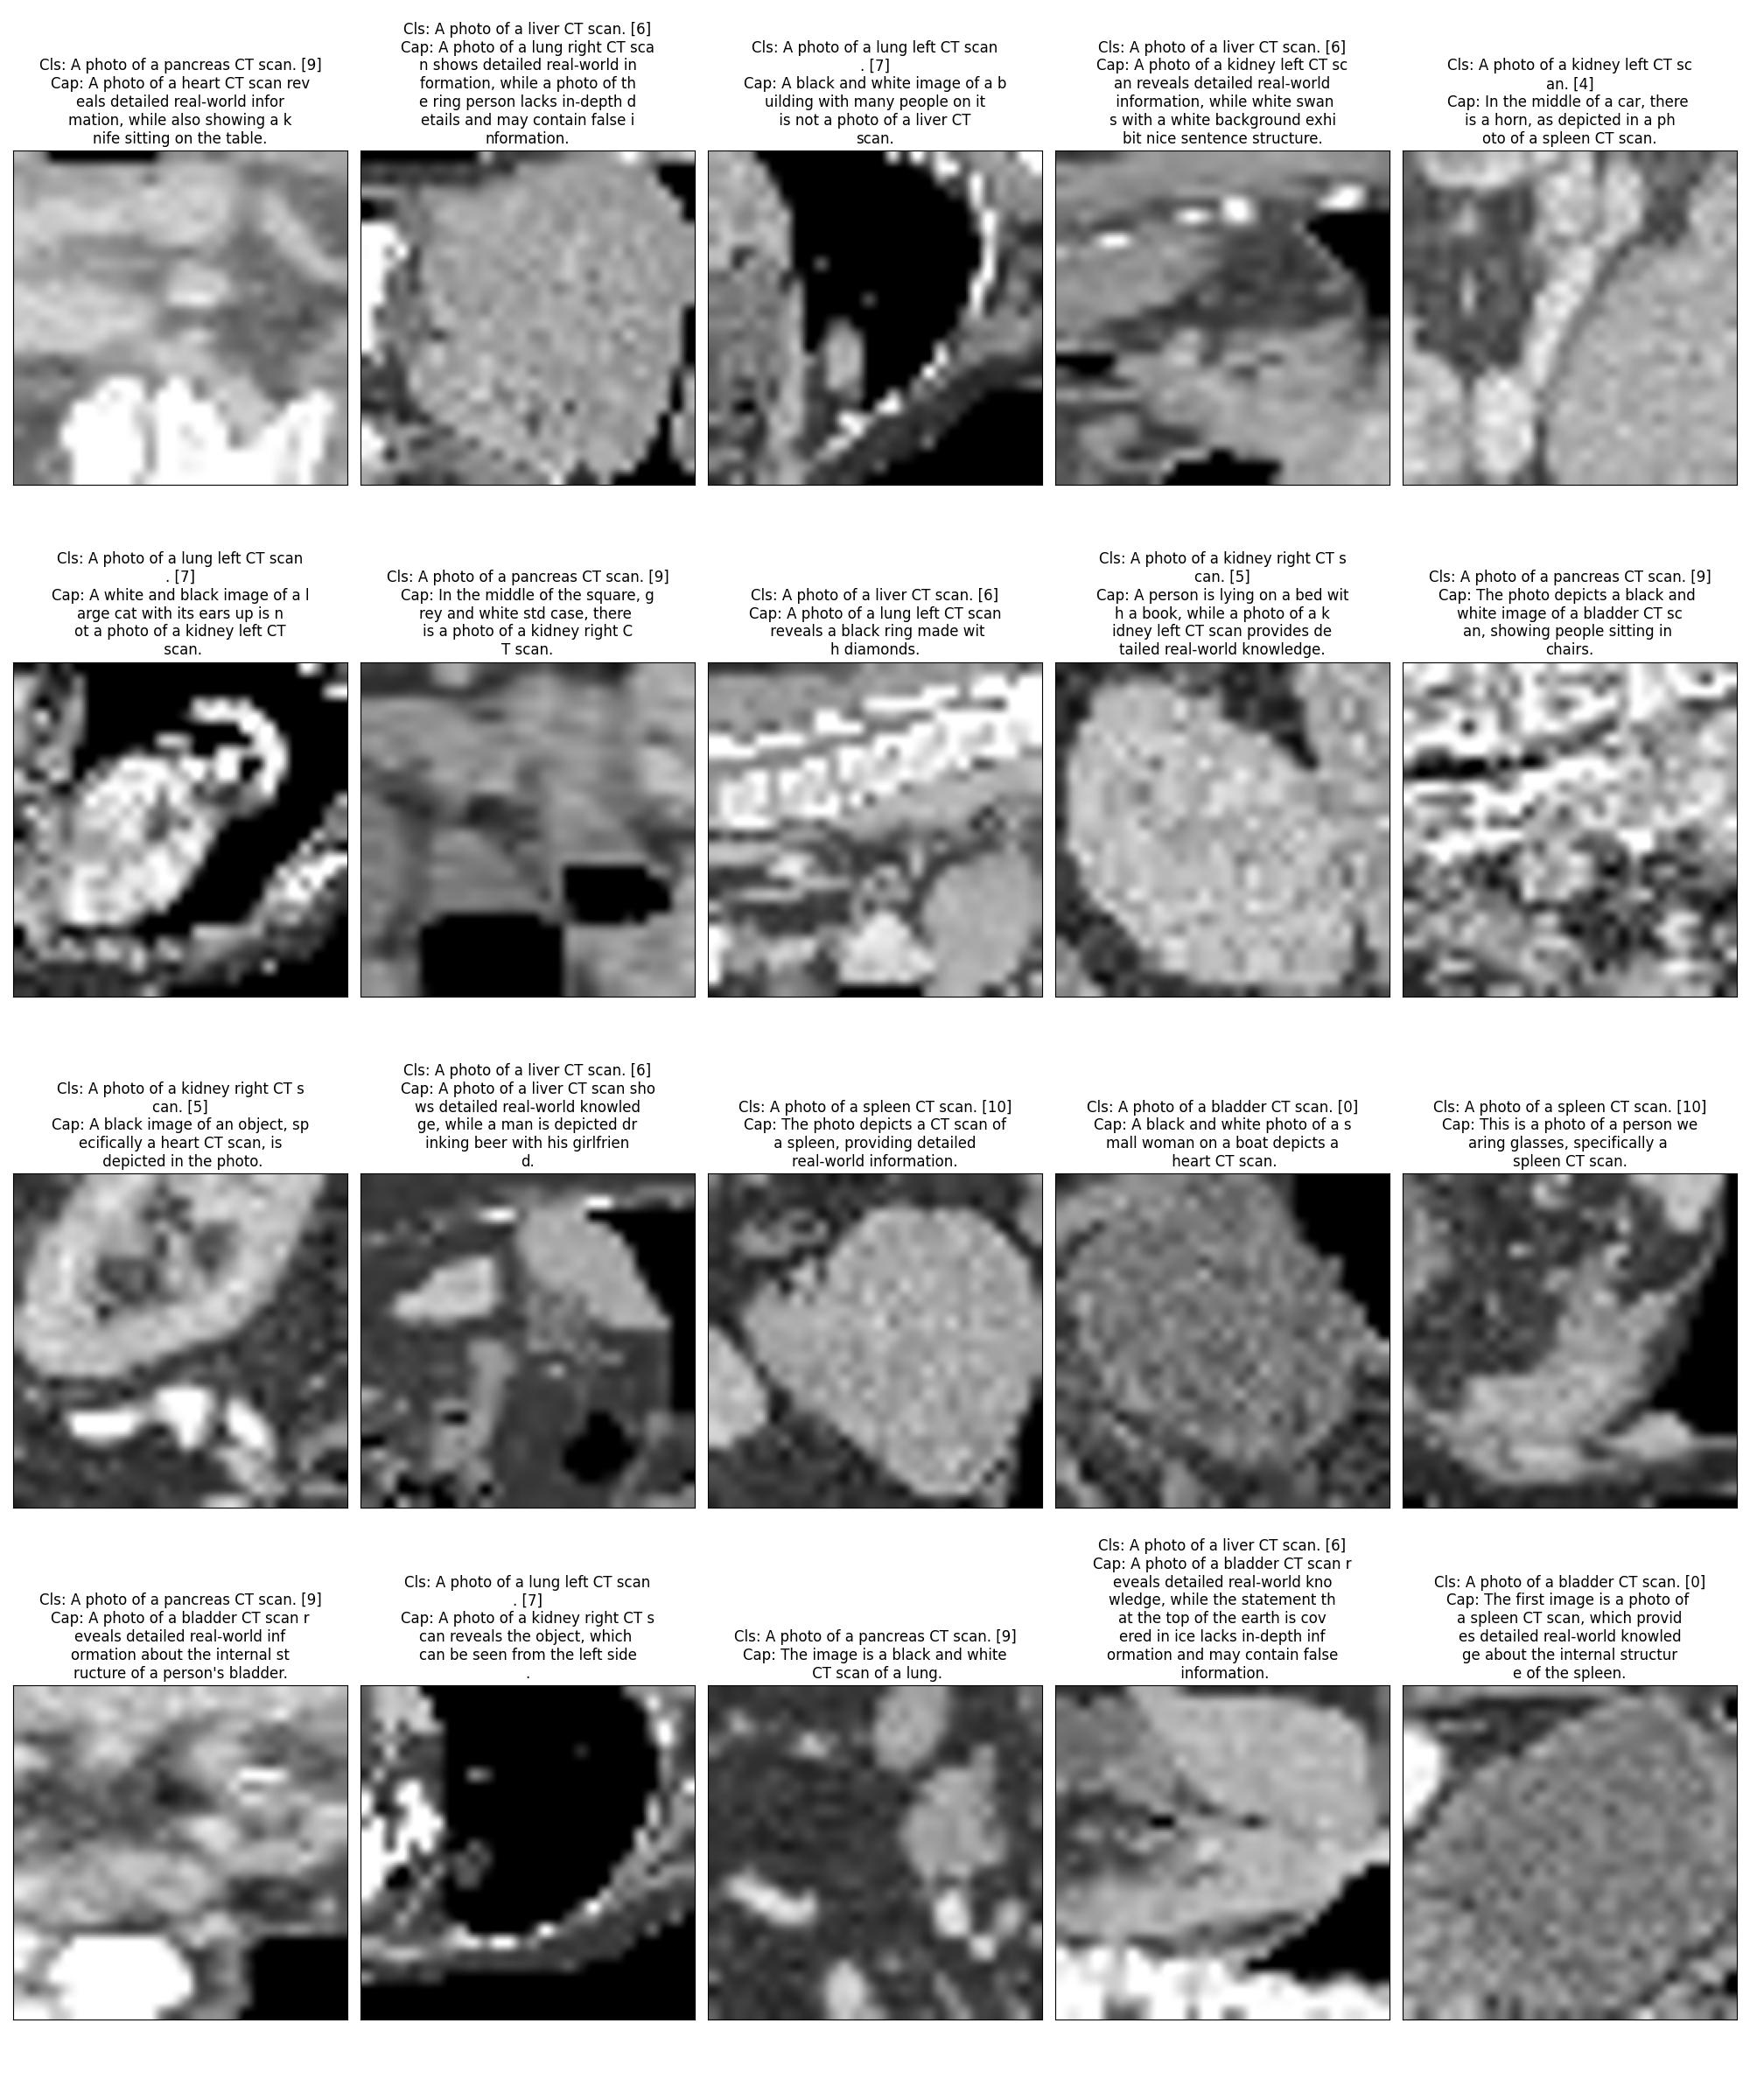 Cls: A photo of a pancreas CT scan. [9]
Cap: A photo of a heart CT scan rev
eals detailed real-world infor
mation, while also showing a k
nife sitting on the table.
Cls: A photo of a liver CT scan. [6]
Cap: A photo of a lung right CT sca
n shows detailed real-world in
formation, while a photo of th
e ring person lacks in-depth d
etails and may contain false i
nformation.
Cls: A photo of a lung left CT scan
. [7]
Cap: A black and white image of a b
uilding with many people on it
is not a photo of a liver CT
scan.
Cls: A photo of a liver CT scan. [6]
Cap: A photo of a kidney left CT sc
an reveals detailed real-world
information, while white swan
s with a white background exhi
bit nice sentence structure.
Cls: A photo of a kidney left CT sc
an. [4]
Cap: In the middle of a car, there
is a horn, as depicted in a ph
oto of a spleen CT scan.
Cls: A photo of a lung left CT scan
. [7]
Cap: A white and black image of a l
arge cat with its ears up is n
ot a photo of a kidney left CT
scan.
Cls: A photo of a pancreas CT scan. [9]
Cap: In the middle of the square, g
rey and white std case, there
is a photo of a kidney right C
T scan.
Cls: A photo of a liver CT scan. [6]
Cap: A photo of a lung left CT scan
reveals a black ring made wit
h diamonds.
Cls: A photo of a kidney right CT s
can. [5]
Cap: A person is lying on a bed wit
h a book, while a photo of a k
idney left CT scan provides de
tailed real-world knowledge.
Cls: A photo of a pancreas CT scan. [9]
Cap: The photo depicts a black and
white image of a bladder CT sc
an, showing people sitting in
chairs.
Cls: A photo of a kidney right CT s
can. [5]
Cap: A black image of an object, sp
ecifically a heart CT scan, is
depicted in the photo.
Cls: A photo of a liver CT scan. [6]
Cap: A photo of a liver CT scan sho
ws detailed real-world knowled
ge, while a man is depicted dr
inking beer with his girlfrien
d.
Cls: A photo of a spleen CT scan. [10]
Cap: The photo depicts a CT scan of
a spleen, providing detailed
real-world information.
Cls: A photo of a bladder CT scan. [0]
Cap: A black and white photo of a s
mall woman on a boat depicts a
heart CT scan.
Cls: A photo of a spleen CT scan. [10]
Cap: This is a photo of a person we
aring glasses, specifically a
spleen CT scan.
Cls: A photo of a pancreas CT scan. [9]
Cap: A photo of a bladder CT scan r
eveals detailed real-world inf
ormation about the internal st
ructure of a person's bladder.
Cls: A photo of a lung left CT scan
. [7]
Cap: A photo of a kidney right CT s
can reveals the object, which
can be seen from the left side
.
Cls: A photo of a pancreas CT scan. [9]
Cap: The image is a black and white
CT scan of a lung.
Cls: A photo of a liver CT scan. [6]
Cap: A photo of a bladder CT scan r
eveals detailed real-world kno
wledge, while the statement th
at the top of the earth is cov
ered in ice lacks in-depth inf
ormation and may contain false
information.
Cls: A photo of a bladder CT scan. [0]
Cap: The first image is a photo of
a spleen CT scan, which provid
es detailed real-world knowled
ge about the internal structur
e of the spleen.